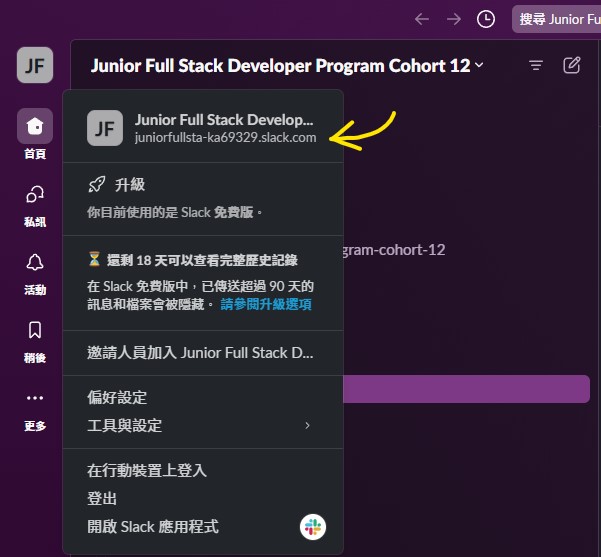 搜尋 Junior Fu
JF
Junior Full Stack Developer Program Cohort 12
JF
Junior Full Stack Develop...
juniorfullsta-ka69329.slack.com
首頁
升級
你目前使用的是 Slack 免費版。
私訊
gram-cohort-12
還剩 18 天可以查看完整歷史記錄
活動
在 Slack 免費版中，已傳送超過 90 天的
訊息和檔案會被隱藏。 請參閱升級選項
稍後
邀請人員加入 Junior Full Stack D...
偏好設定
更多
工具與設定
在行動裝置上登入
登出
開啟 Slack 應用程式